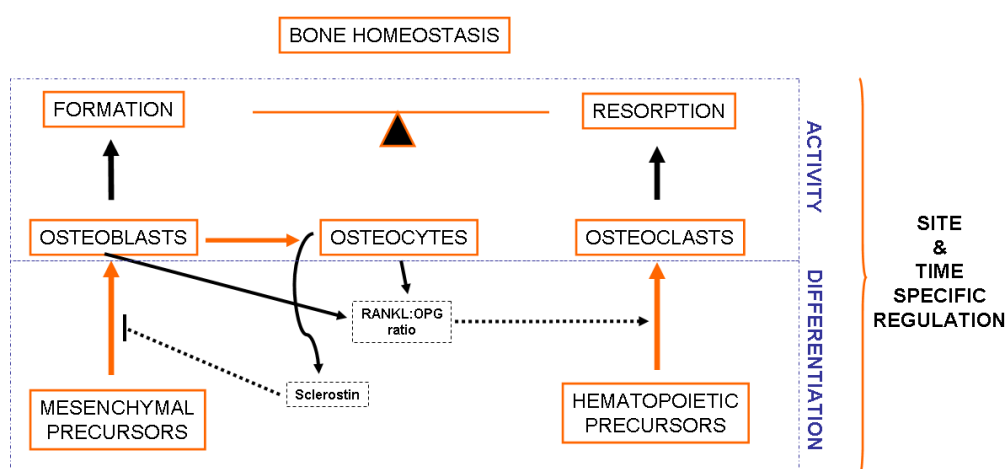 BONE HOMEOSTASIS
FORMATION
RESORPTION
ACTIVITY
OSTEOBLASTS
OSTEOCYTES
OSTEOCLASTS
SITE
&
TIME
SPECIFIC
REGULATION
DIFFERENTIATION
RANKL:OPG
ratio
Sclerostin
MESENCHYMAL
PRECURSORS
HEMATOPOIETIC
PRECURSORS